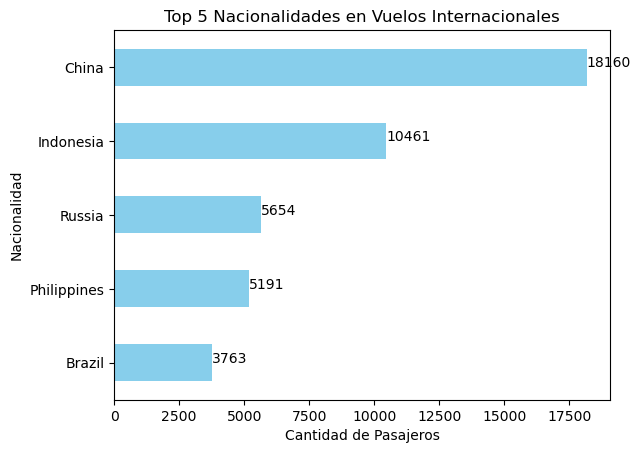 Top 5 Nacionalidades en Vuelos Internacionales
Nacionalidad
China
18160
Indonesia
10461
Russia
5654
Philippines
5191
Brazil
3763
0 2500 5000 7500 10000 12500 15000 17500
Cantidad de Pasajeros